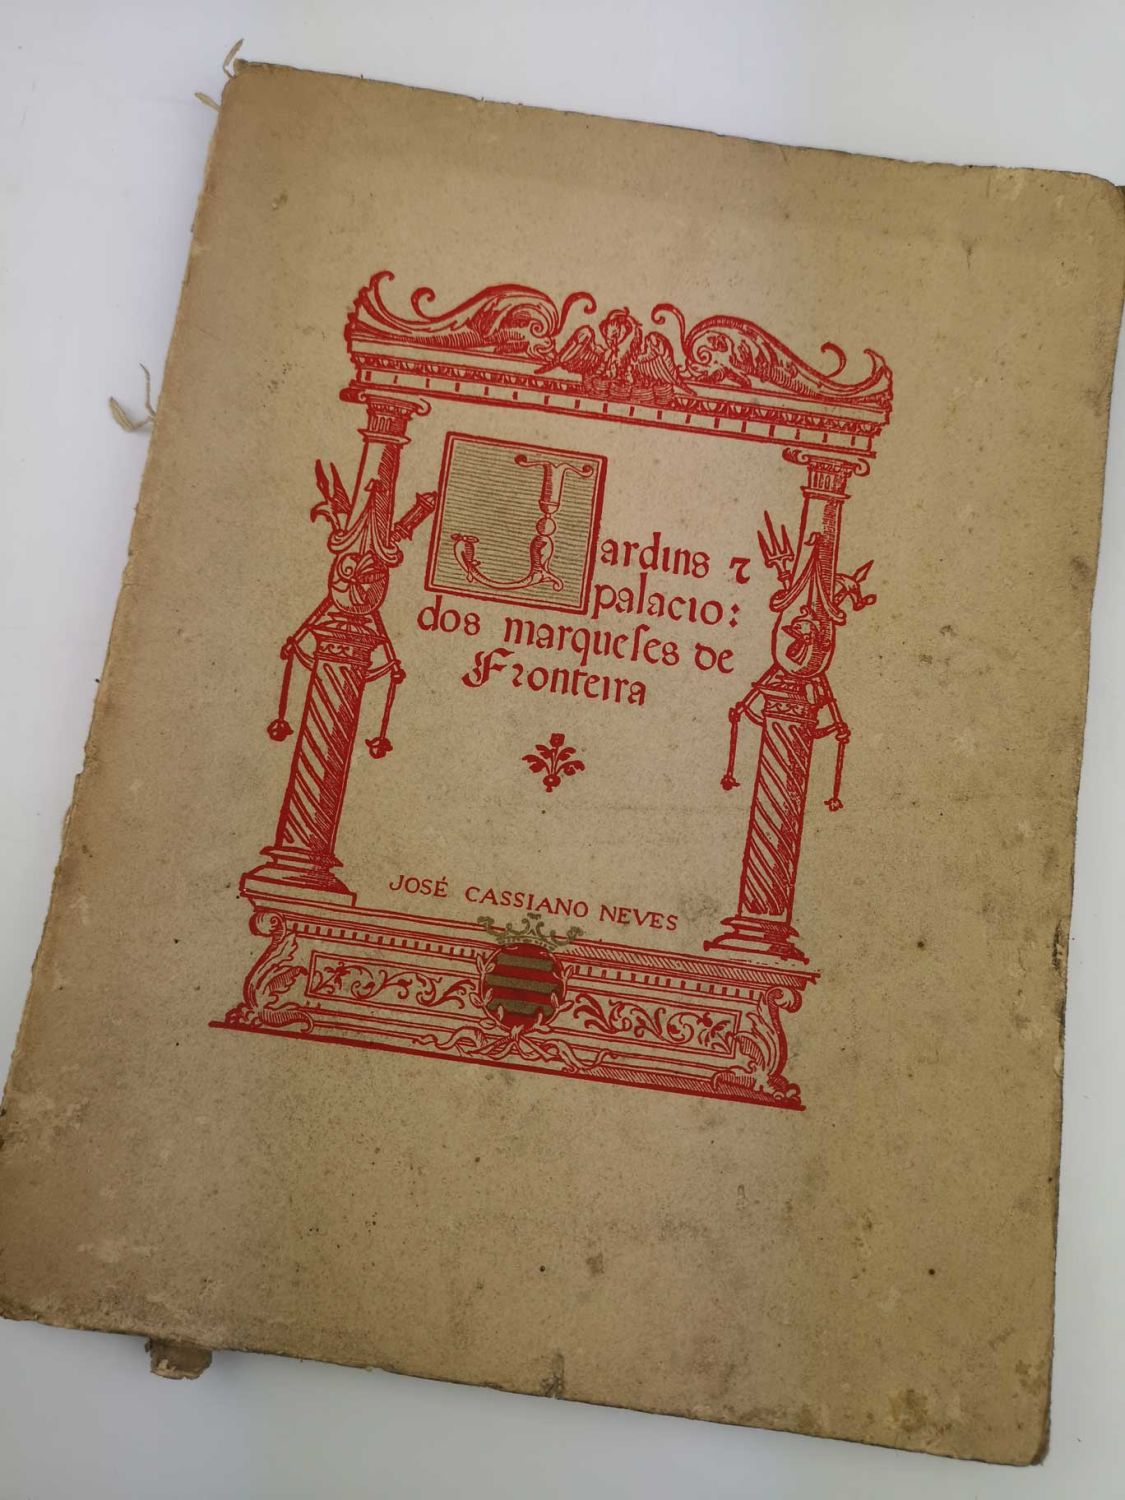 Jardins ⁊
palacio:
dos marqueſes de
Fronteira
JOSÉ CASSIANO NEVES